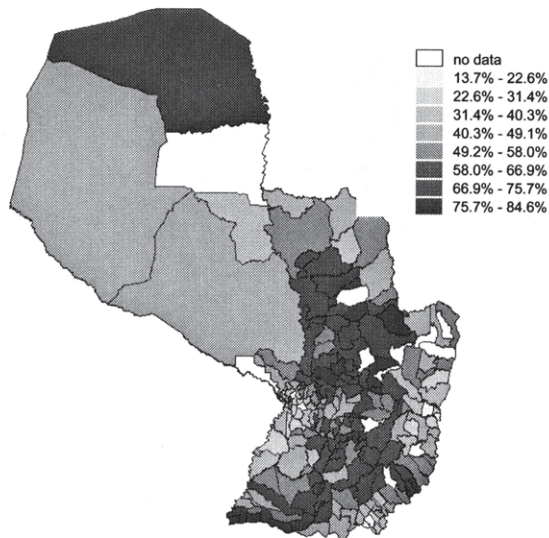 no data
13.7% - 22.6%
22.6% - 31.4%
31.4% - 40.3%
40.3% - 49.1%
49.2% - 58.0%
58.0% - 66.9%
66.9% - 75.7%
75.7% - 84.6%